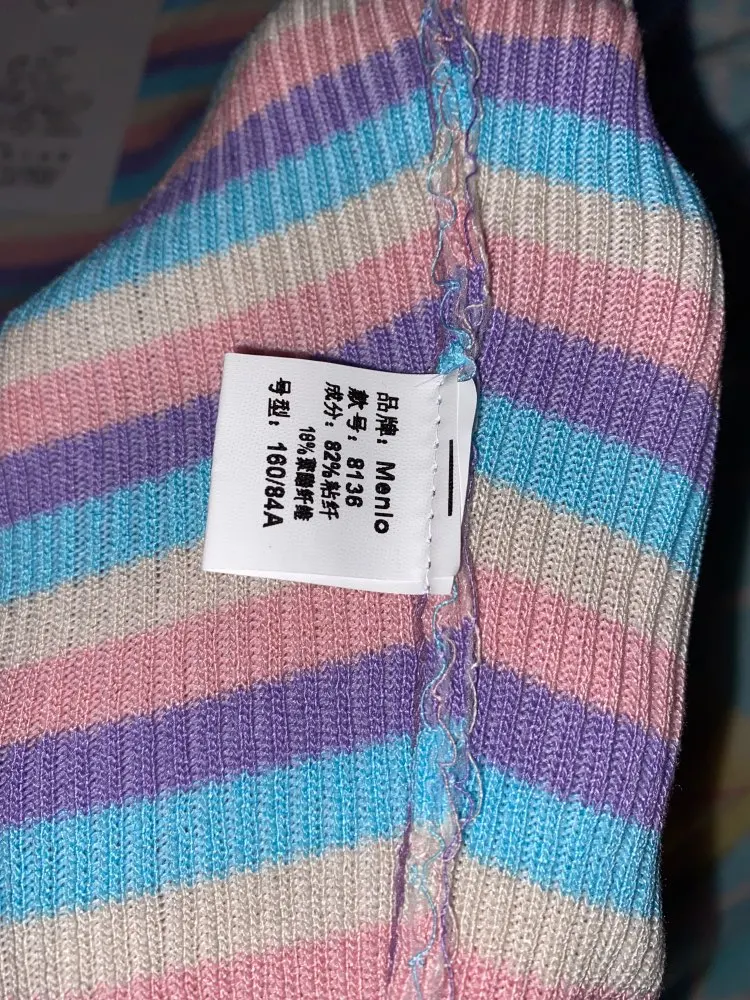 品牌：Menlo
款号：8136
成分：82%粘纤
18%聚酯纤维
号型：160/84A